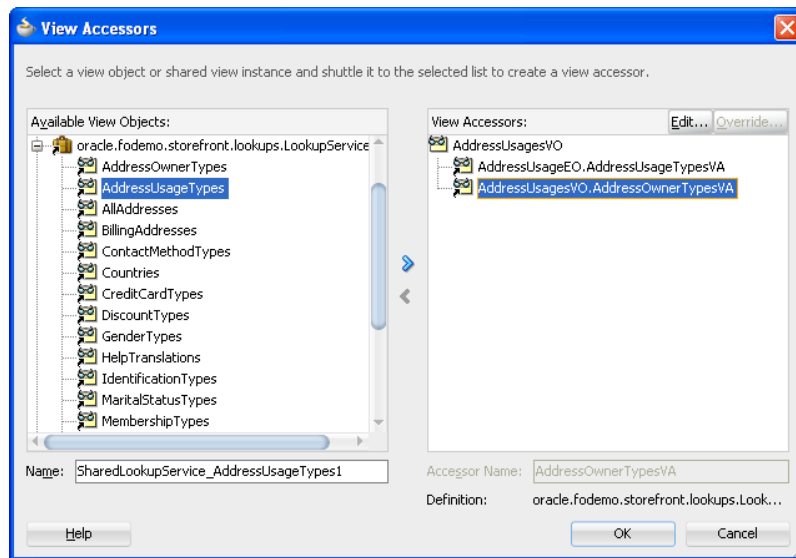 View Accessors
Select a view object or shared view instance and shuttle it to the selected list to create a view accessor.
Available View Objects:
oracle.fodemo.storefront.lookups.LookupService
AddressOwnerTypes
AddressUsageTypes
AllAddresses
BillingAddresses
ContactMethodTypes
Countries
CreditCardTypes
DiscountTypes
GenderTypes
HelpTranslations
IdentificationTypes
MaritalStatusTypes
MembershipTypes
Name: SharedLookupService_AddressUsageTypes1
View Accessors: Edit... Override...
AddressUsagesVO
AddressUsageEO.AddressUsageTypesVA
AddressUsagesVO.AddressOwnerTypesVA
Accessor Name: AddressOwnerTypesVA
Definition: oracle.fodemo.storefront.lookups.Look...
Help OK Cancel